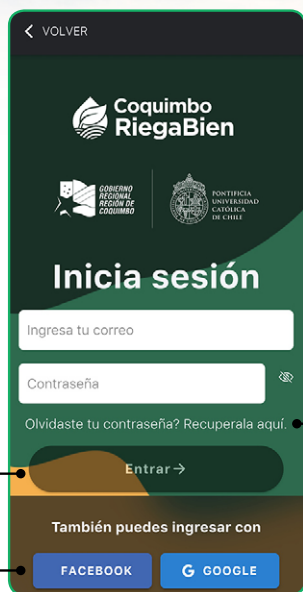 VOLVER
Coquimbo
RiegaBien
GOBIERNO
REGIONAL
REGIÓN DE
COQUIMBO
PONTIFICIA
UNIVERSIDAD
CATÓLICA
DE CHILE
Inicia sesión
Ingresa tu correo
Contraseña
Olvidaste tu contraseña? Recuperala aquí.
Entrar→
También puedes ingresar con
FACEBOOK
G GOOGLE